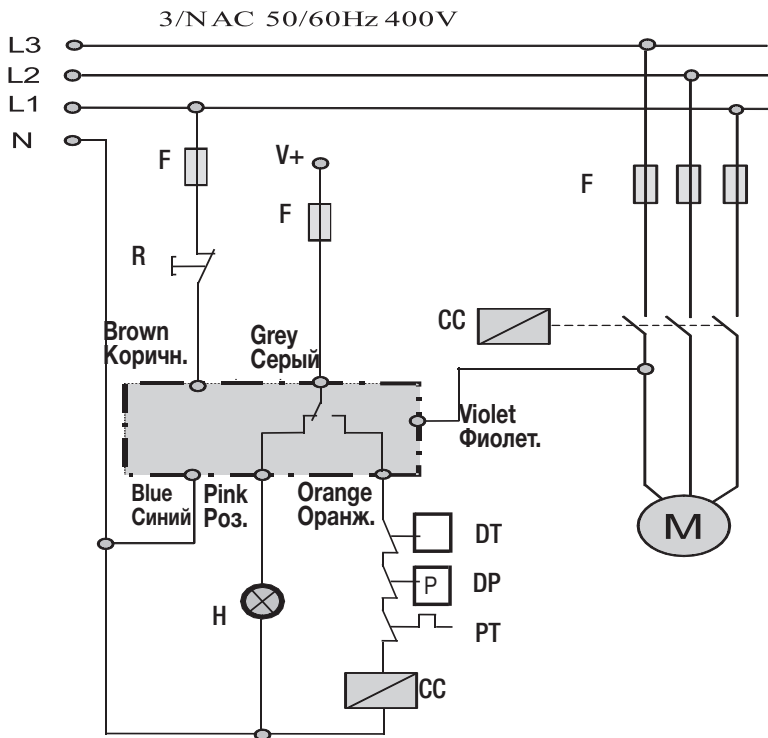 3/N AC 50/60Hz 400V
L3
L2
L1
N
F
V+
F
F
R
CC
Brown
Коричн.
Grey
Серый
Violet
Фиолет.
Blue
Синий
Pink
Роз.
Orange
Оранж.
M
DT
P
DP
H
PT
CC